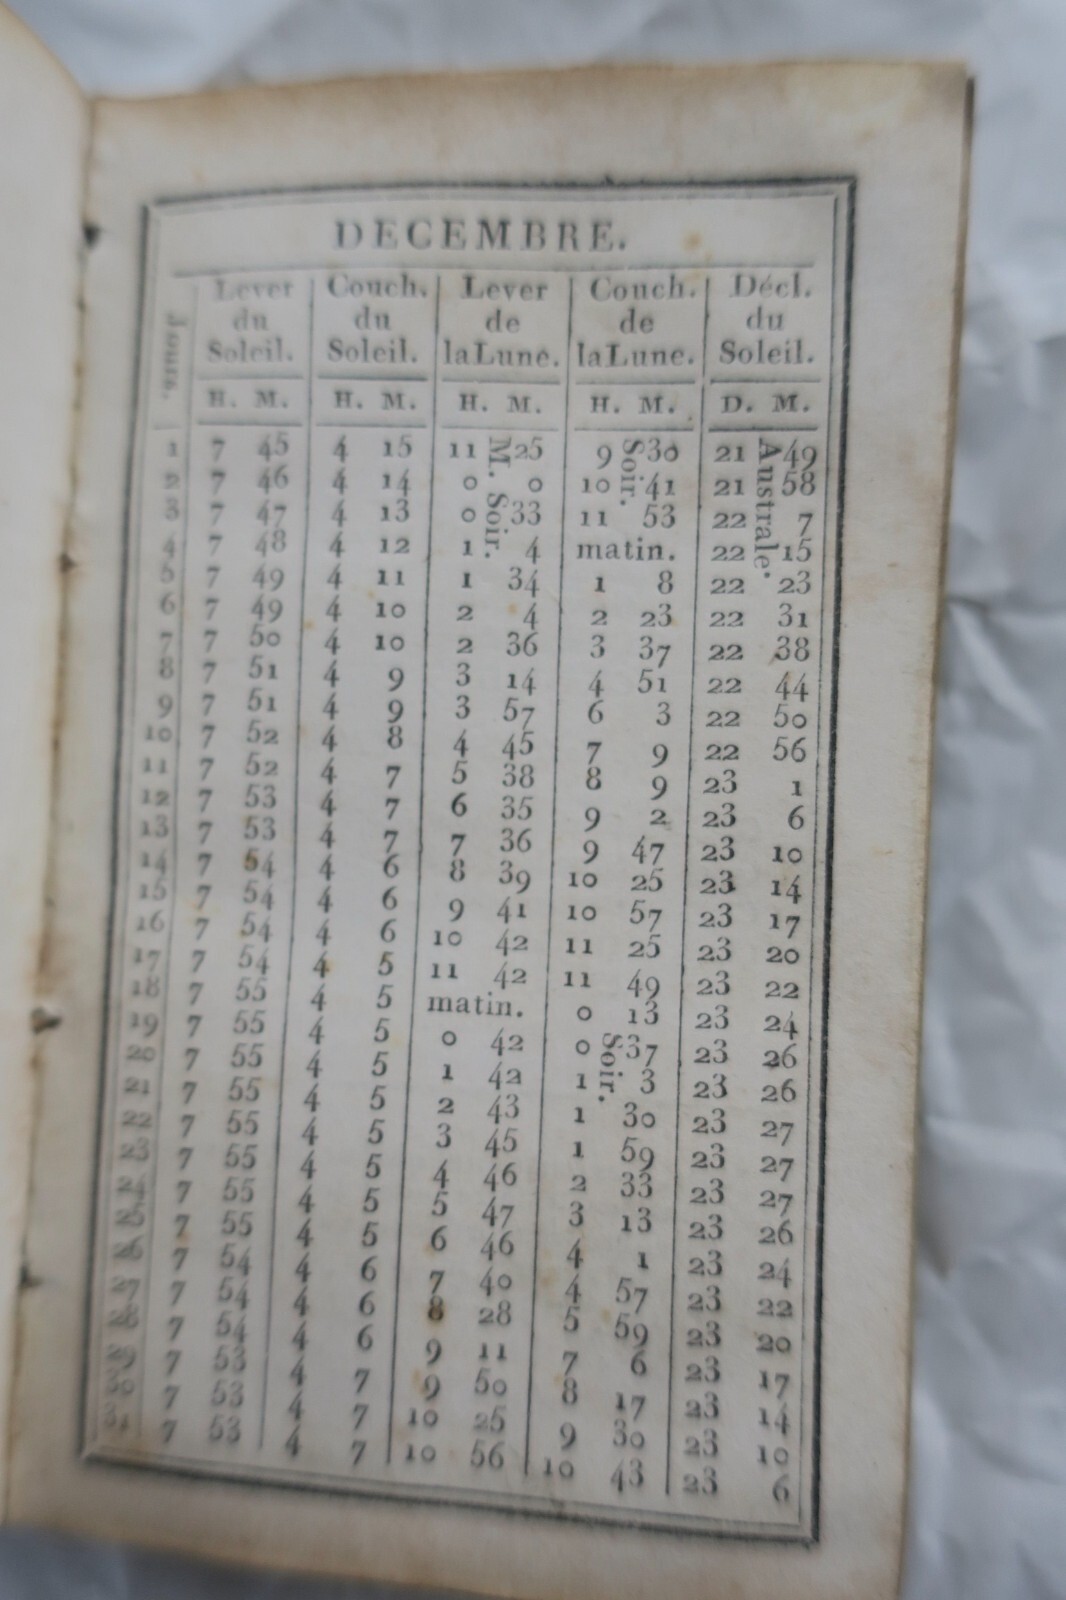 DECEMBRE.
Jours. Lever du Soleil. Couch. du Soleil. Lever de la Lune. Couch. de la Lune. Décl. du Soleil.
H. M. H. M. H. M. H. M. D. M.
1 7 45 4 15 11 M. 25 9 Soir. 30 21 Australe. 49
2 7 46 4 14 0 Soir. 0 10 41 21 58
3 7 47 4 13 0 33 11 53 22 7
4 7 48 4 12 1 4 matin. 22 15
5 7 49 4 11 1 34 1 8 22 23
6 7 49 4 10 2 4 2 23 22 31
7 7 50 4 10 2 36 3 37 22 38
8 7 51 4 9 3 14 4 51 22 44
9 7 51 4 9 3 57 6 3 22 50
10 7 52 4 8 4 45 7 9 22 56
11 7 52 4 7 5 38 8 9 23 1
12 7 53 4 7 6 35 9 2 23 6
13 7 53 4 7 7 36 9 47 23 10
14 7 54 4 6 8 39 10 25 23 14
15 7 54 4 6 9 41 10 57 23 17
16 7 54 4 6 10 42 11 25 23 20
17 7 54 4 5 11 42 11 49 23 22
18 7 55 4 5 matin. 0 13 23 24
19 7 55 4 5 0 42 0 Soir. 37 23 26
20 7 55 4 5 1 42 1 3 23 26
21 7 55 4 5 2 43 1 30 23 27
22 7 55 4 5 3 45 1 59 23 27
23 7 55 4 5 4 46 2 33 23 27
24 7 55 4 5 5 47 3 13 23 26
25 7 55 4 5 6 46 4 1 23 24
26 7 54 4 6 7 40 4 57 23 22
27 7 54 4 6 8 28 5 59 23 20
28 7 54 4 6 9 11 7 6 23 17
29 7 53 4 7 9 50 8 17 23 14
30 7 53 4 7 10 25 9 30 23 10
31 7 53 4 7 10 56 10 43 23 6